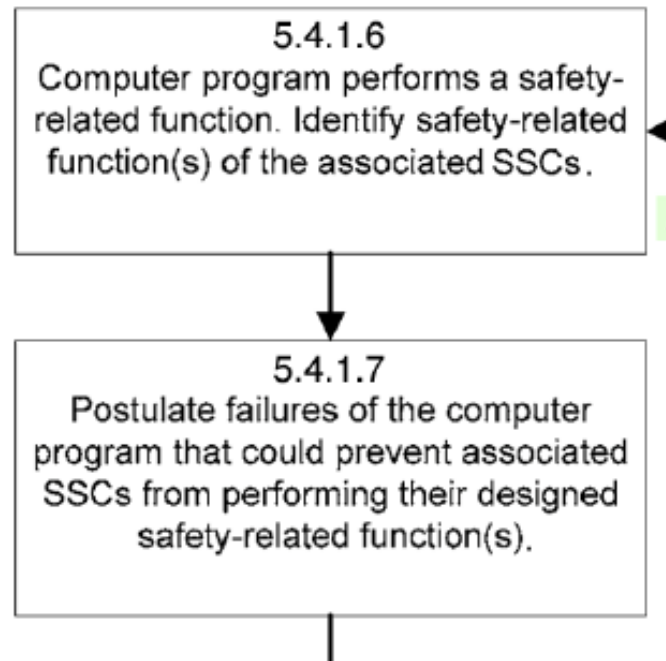 5.4.1.6
Computer program performs a safety-
related function. Identify safety-related
function(s) of the associated SSCs.
5.4.1.7
Postulate failures of the computer
program that could prevent associated
SSCs from performing their designed
safety-related function(s).